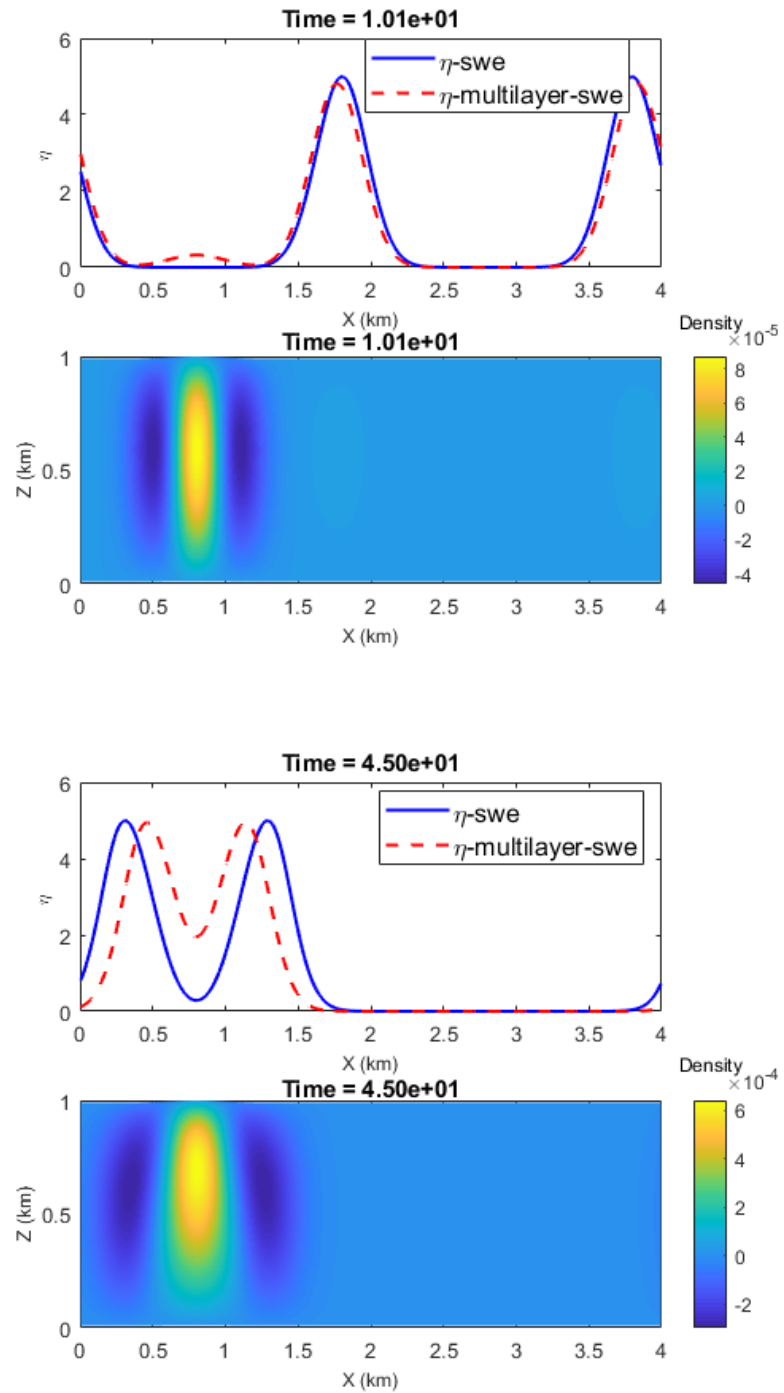 Time = 1.01e+01
6
4
2
0
η
η-swe
η-multilayer-swe
0 0.5 1 1.5 2 2.5 3 3.5 4
X (km)
Density
×10⁻⁵
Time = 1.01e+01
1
0.5
0
Z (km)
8
6
4
2
0
-2
-4
0 0.5 1 1.5 2 2.5 3 3.5 4
X (km)
Time = 4.50e+01
6
4
2
0
η
η-swe
η-multilayer-swe
0 0.5 1 1.5 2 2.5 3 3.5 4
X (km)
Density
×10⁻⁴
Time = 4.50e+01
1
0.5
0
Z (km)
6
4
2
0
-2
0 0.5 1 1.5 2 2.5 3 3.5 4
X (km)